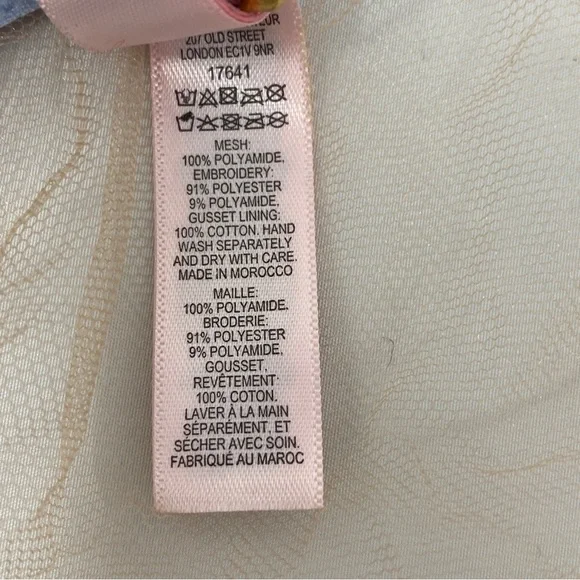 207 OLD STREET
LONDON EC1V 9NR
17641
MESH:
100% POLYAMIDE.
EMBROIDERY:
91% POLYESTER
9% POLYAMIDE,
GUSSET LINING:
100% COTTON. HAND
WASH SEPARATELY
AND DRY WITH CARE.
MADE IN MOROCCO
MAILLE:
100% POLYAMIDE.
BRODERIE:
91% POLYESTER
9% POLYAMIDE,
GOUSSET,
REVÊTEMENT:
100% COTON.
LAVER À LA MAIN
SÉPARÉMENT, ET
SÉCHER AVEC SOIN.
FABRIQUÉ AU MAROC